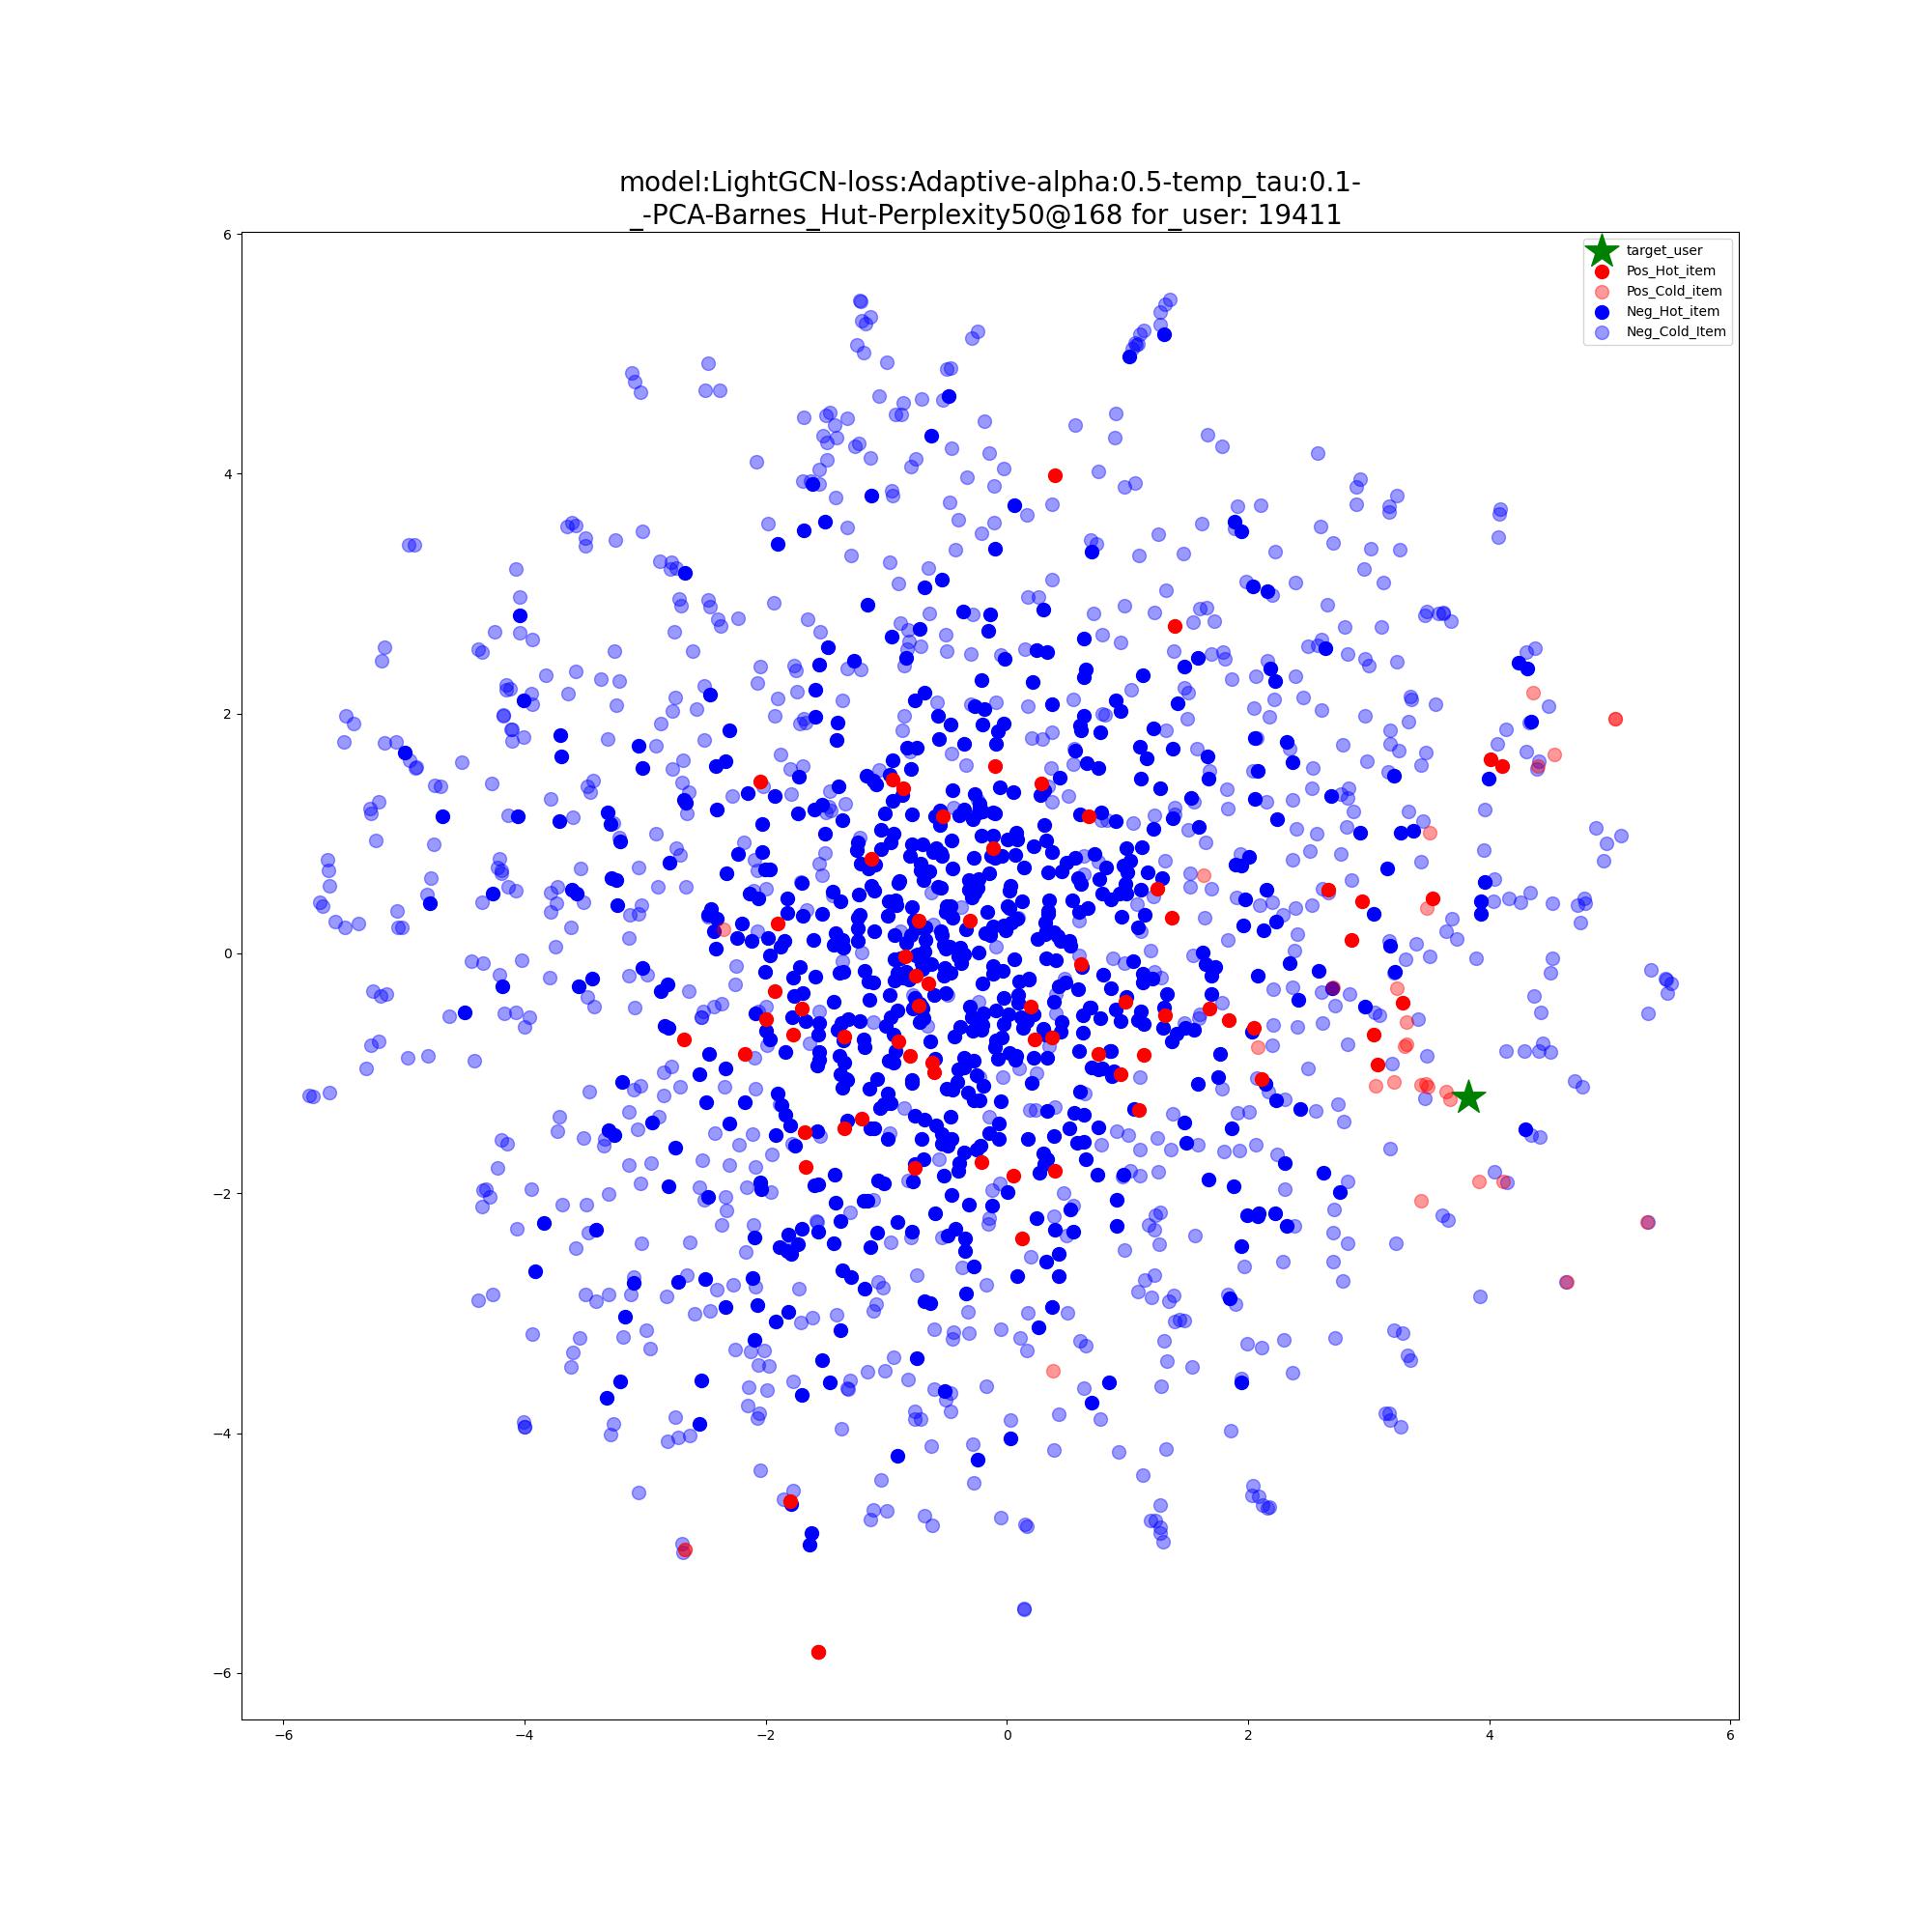 model:LightGCN-loss:Adaptive-alpha:0.5-temp_tau:0.1-
_-PCA-Barnes_Hut-Perplexity50@168 for_user: 19411
target_user
Pos_Hot_item
Pos_Cold_item
Neg_Hot_item
Neg_Cold_Item
6
4
2
0
−2
−4
−6
−6
−4
−2
0
2
4
6